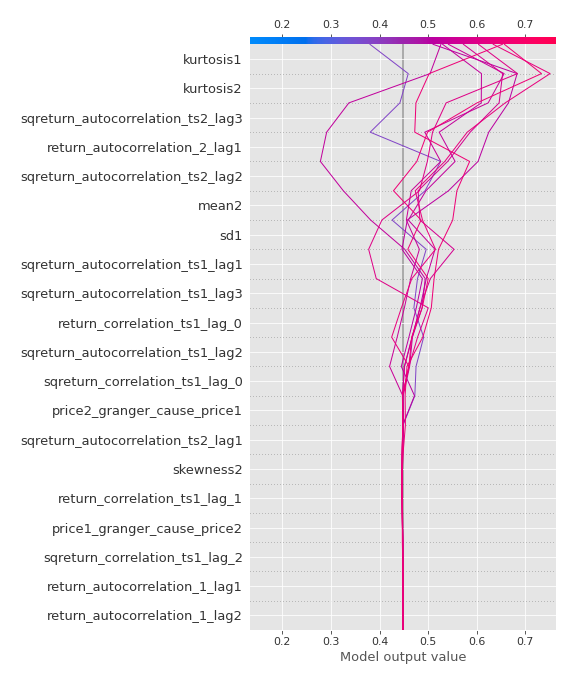 0.2 0.3 0.4 0.5 0.6 0.7
kurtosis1
kurtosis2
sqreturn_autocorrelation_ts2_lag3
return_autocorrelation_2_lag1
sqreturn_autocorrelation_ts2_lag2
mean2
sd1
sqreturn_autocorrelation_ts1_lag1
sqreturn_autocorrelation_ts1_lag3
return_correlation_ts1_lag_0
sqreturn_autocorrelation_ts1_lag2
sqreturn_correlation_ts1_lag_0
price2_granger_cause_price1
sqreturn_autocorrelation_ts2_lag1
skewness2
return_correlation_ts1_lag_1
price1_granger_cause_price2
sqreturn_correlation_ts1_lag_2
return_autocorrelation_1_lag1
return_autocorrelation_1_lag2
0.2 0.3 0.4 0.5 0.6 0.7
Model output value